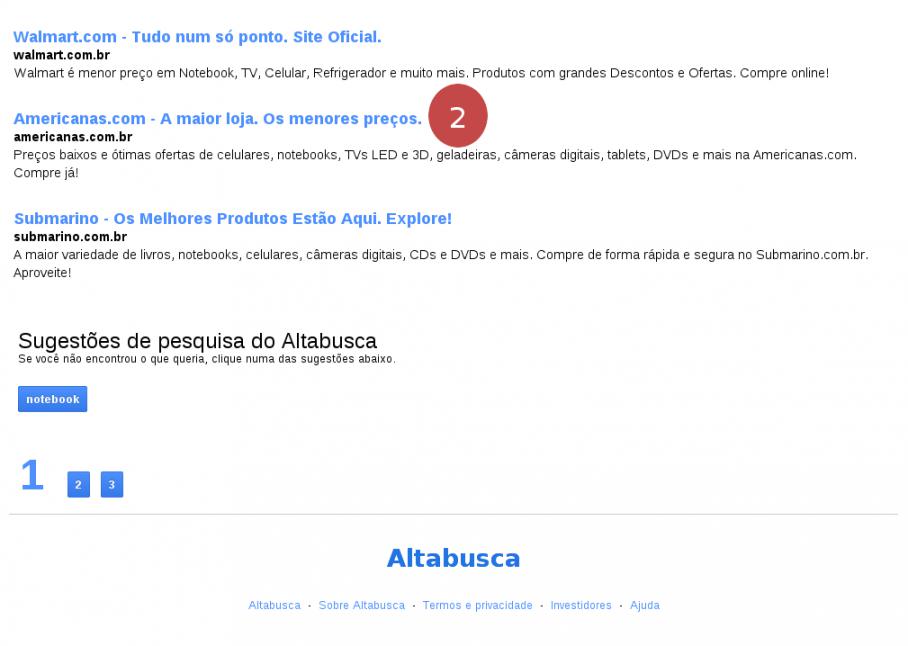 Walmart.com - Tudo num só ponto. Site Oficial.
walmart.com.br
Walmart é menor preço em Notebook, TV, Celular, Refrigerador e muito mais. Produtos com grandes Descontos e Ofertas. Compre online!
Americanas.com - A maior loja. Os menores preços. 2
americanas.com.br
Preços baixos e ótimas ofertas de celulares, notebooks, TVs LED e 3D, geladeiras, câmeras digitais, tablets, DVDs e mais na Americanas.com.
Compre já!
Submarino - Os Melhores Produtos Estão Aqui. Explore!
submarino.com.br
A maior variedade de livros, notebooks, celulares, câmeras digitais, CDs e DVDs e mais. Compre de forma rápida e segura no Submarino.com.br.
Aproveite!
Sugestões de pesquisa do Altabusca
Se você não encontrou o que queria, clique numa das sugestões abaixo.
notebook
1 2 3
Altabusca
Altabusca · Sobre Altabusca · Termos e privacidade · Investidores · Ajuda